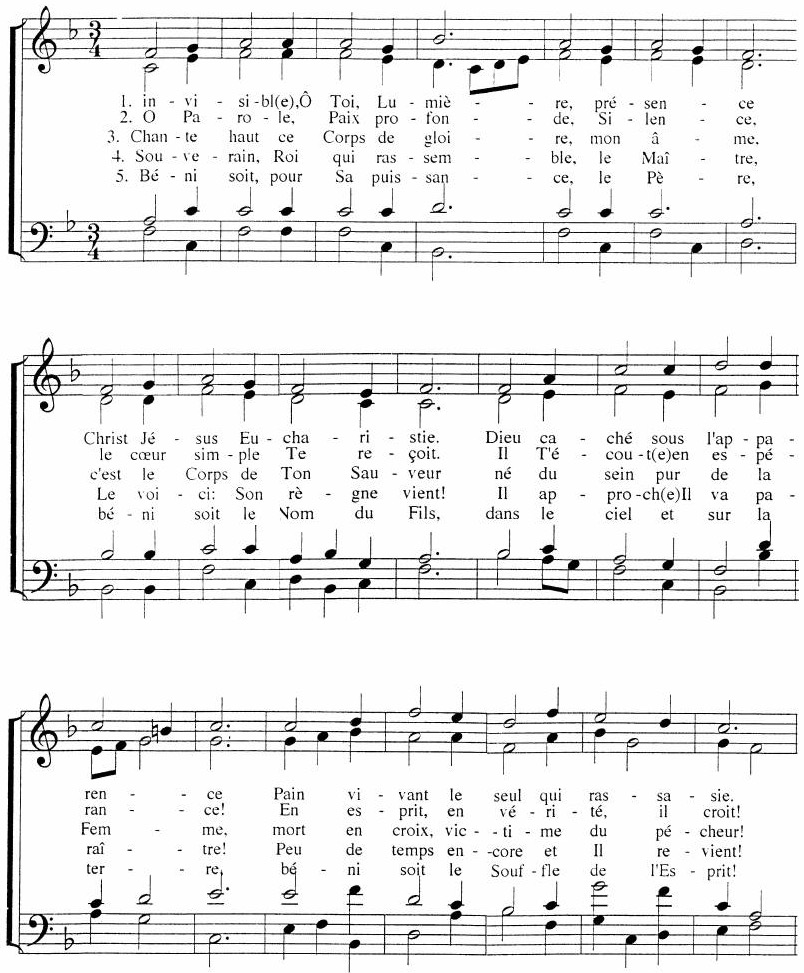 3 4
1. in - vi - si-bl(e),Ô Toi, Lu - miè - - re, pré - sen - ce
2. O Pa - ro - le, Paix pro - fon - - de, Si - len - ce,
3. Chan - te haut ce Corps de gloi - - re, mon â - me,
4. Sou - ve - rain, Roi qui ras - sem - - ble, le Maî - tre,
5. Bé - ni soit, pour Sa puis - san - - ce, le Pè - re,
3 4
Christ Jé - sus Eu - cha - ri - stie. Dieu ca - ché sous l'ap - pa -
le cœur sim - ple Te re - çoit. Il T'é - cou - t(e)en es - pé -
c'est le Corps de Ton Sau - veur né du sein pur de la
Le voi - ci: Son rè - gne vient! Il ap - pro - ch(e)Il va pa -
bé - ni soit le Nom du Fils, dans le ciel et sur la
ren - - ce Pain vi - vant le seul qui ras - sa - sie.
ran - - ce! En es - prit, en vé - ri - té, il croit!
Fem - me, mort en croix, vic - - ti - me du pé - cheur!
raî - - tre! Peu de temps en - -core et Il re - vient!
ter - - re, bé - ni soit le Souf - fle de l'Es - prit!